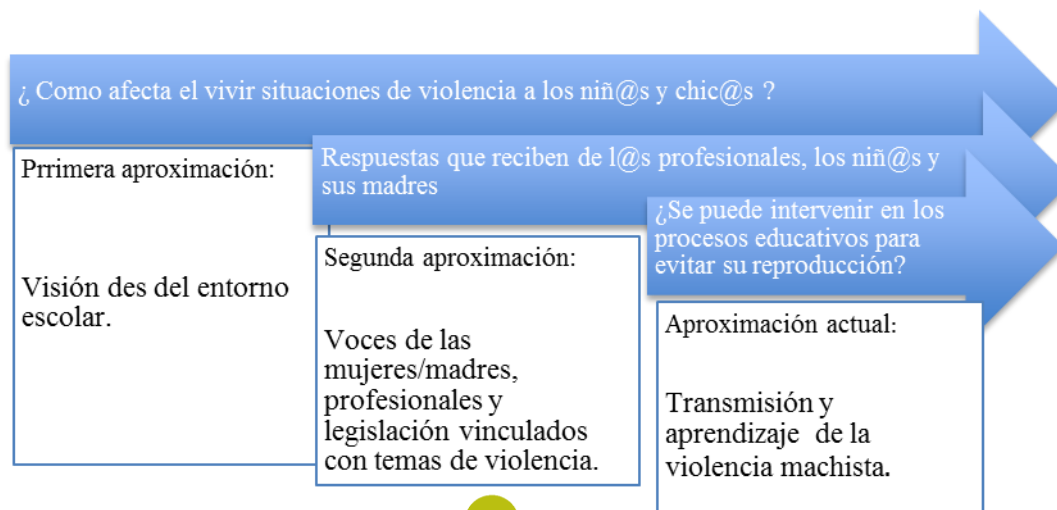 ¿ Como afecta el vivir situaciones de violencia a los niñ@s y chic@s ?
Prrimera aproximación:
Visión des del entorno
escolar.
Respuestas que reciben de l@s profesionales, los niñ@s y
sus madres
Segunda aproximación:
Voces de las
mujeres/madres,
profesionales y
legislación vinculados
con temas de violencia.
¿Se puede intervenir en los
procesos educativos para
evitar su reproducción?
Aproximación actual:
Transmisión y
aprendizaje de la
violencia machista.